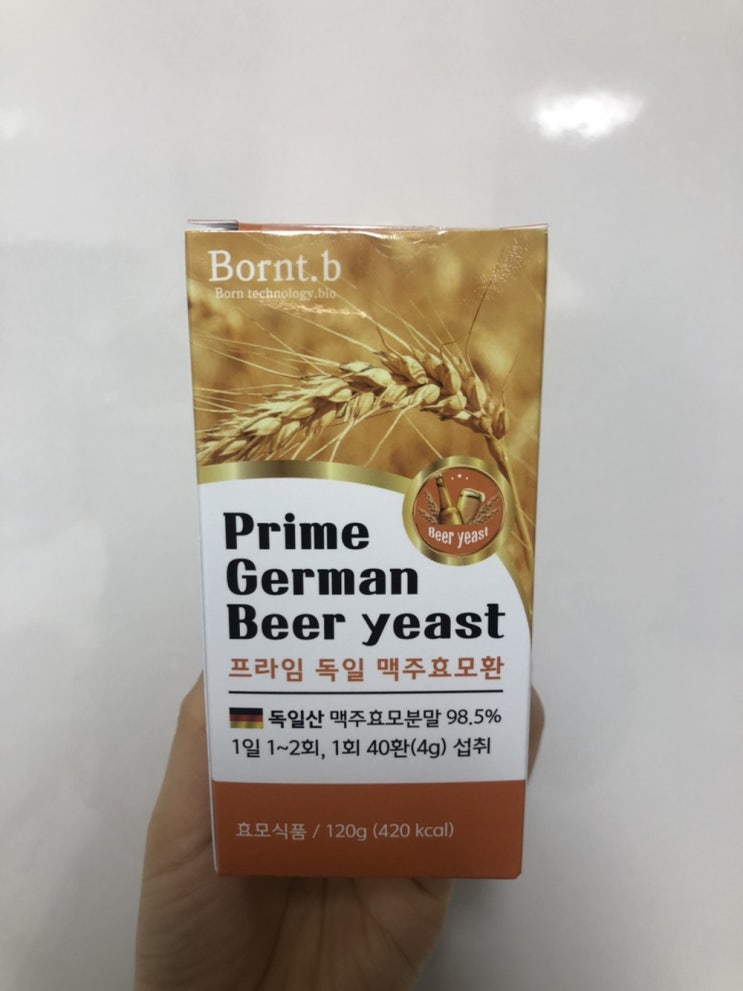 Bornt.b
Born technology.bio
Beer yeast
Prime
German
Beer yeast
프라임 독일 맥주효모환
독일산 맥주효모분말 98.5%
1일 1~2회, 1회 40환(4g) 섭취
효모식품 / 120g (420 kcal)